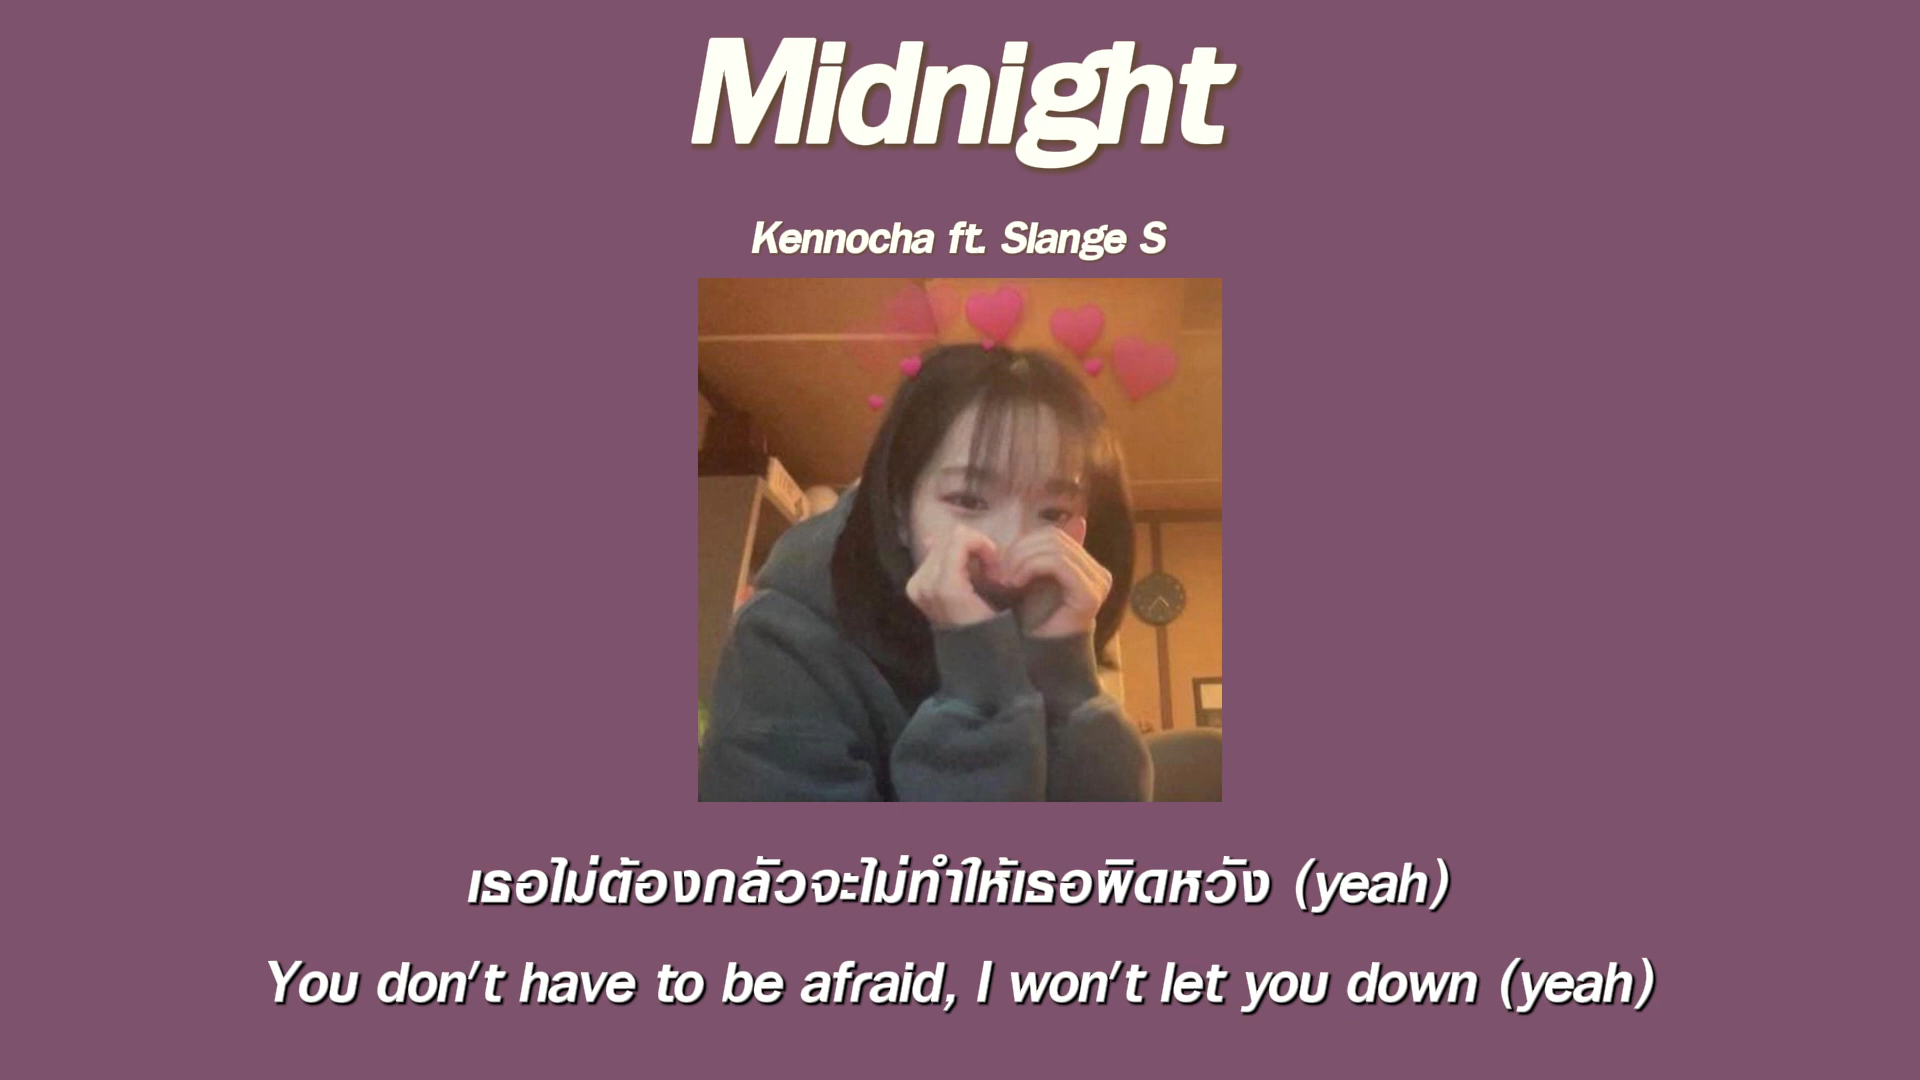 Midnight
Kennocha ft. Slange S
เธอไม่ต้องกลัวจะไม่ทำให้เธอผิดหวัง (yeah)
You don't have to be afraid, I won't let you down (yeah)